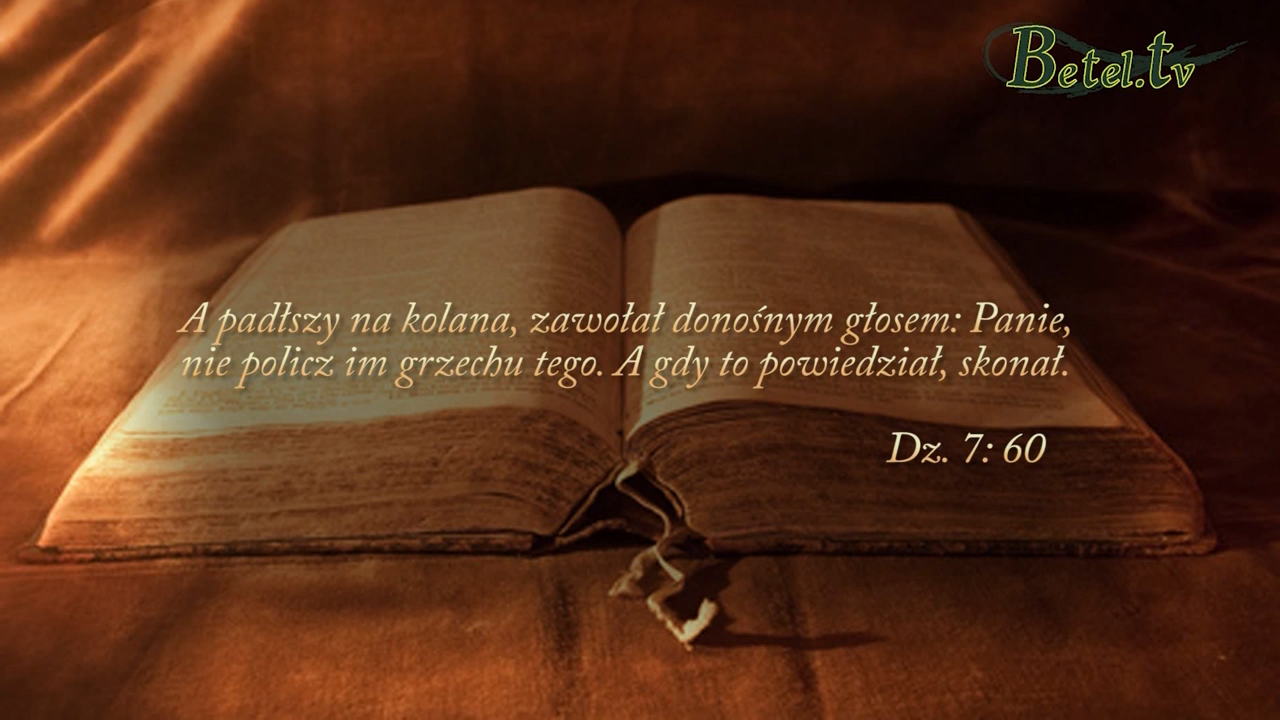 Betel.tv
A padłszy na kolana, zawołał donośnym głosem: Panie,
nie policz im grzechu tego. A gdy to powiedział, skonał.
Dz. 7: 60